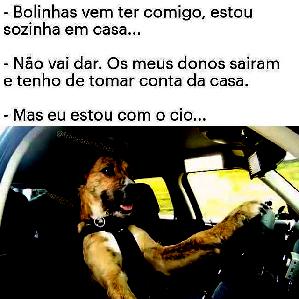 - Bolinhas vem ter comigo, estou
sozinha em casa...
- Não vai dar. Os meus donos sairam
e tenho de tomar conta da casa.
- Mas eu estou com o cio...